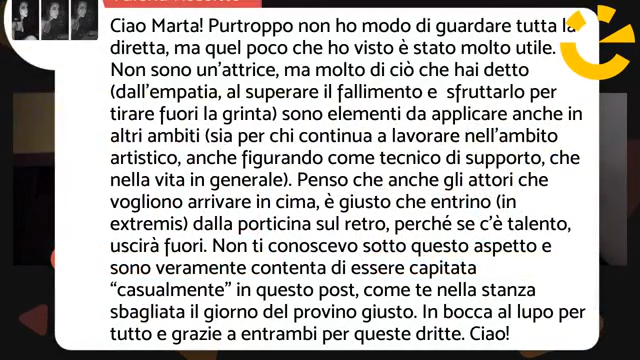 Ciao Marta! Purtroppo non ho modo di guardare tutta la
diretta, ma quel poco che ho visto è stato molto utile.
Non sono un'attrice, ma molto di ciò che hai detto
(dall'empatia, al superare il fallimento e sfruttarlo per
tirare fuori la grinta) sono elementi da applicare anche in
altri ambiti (sia per chi continua a lavorare nell'ambito
artistico, anche figurando come tecnico di supporto, che
nella vita in generale). Penso che anche gli attori che
vogliono arrivare in cima, è giusto che entrino (in
extremis) dalla porticina sul retro, perché se c'è talento,
uscirà fuori. Non ti conoscevo sotto questo aspetto e
sono veramente contenta di essere capitata
“casualmente” in questo post, come te nella stanza
sbagliata il giorno del provino giusto. In bocca al lupo per
tutto e grazie a entrambi per queste dritte. Ciao!